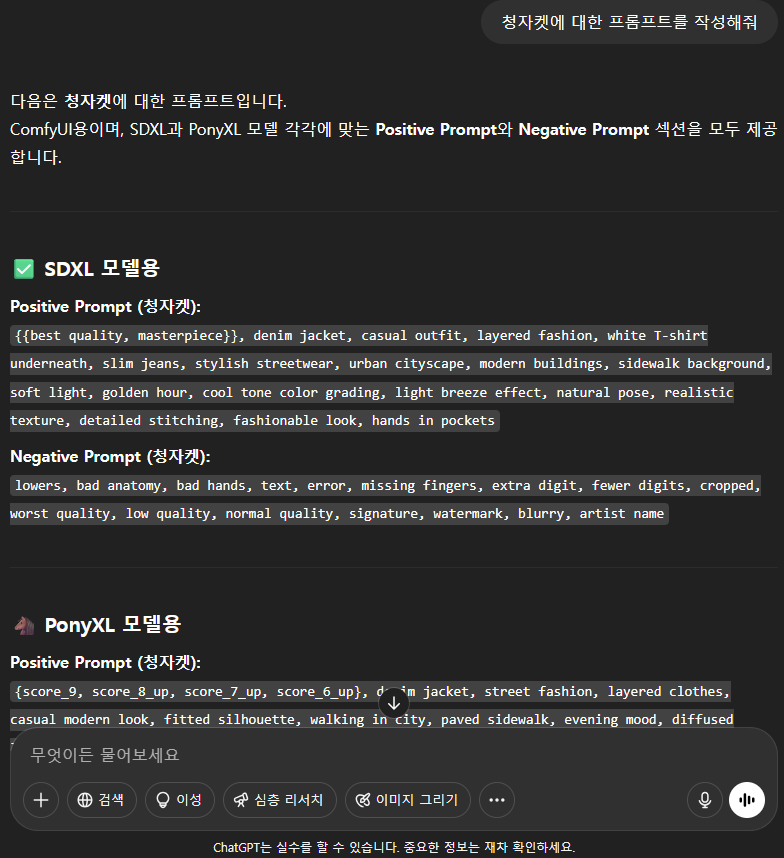 청자켓에 대한 프롬프트를 작성해줘
다음은 청자켓에 대한 프롬프트입니다.
ComfyUI용이며, SDXL과 PonyXL 모델 각각에 맞는 Positive Prompt와 Negative Prompt 섹션을 모두 제공
합니다.
SDXL 모델용
Positive Prompt (청자켓):
{{best quality, masterpiece}}, denim jacket, casual outfit, layered fashion, white T-shirt
underneath, slim jeans, stylish streetwear, urban cityscape, modern buildings, sidewalk background,
soft light, golden hour, cool tone color grading, light breeze effect, natural pose, realistic
texture, detailed stitching, fashionable look, hands in pockets
Negative Prompt (청자켓):
lowers, bad anatomy, bad hands, text, error, missing fingers, extra digit, fewer digits, cropped,
worst quality, low quality, normal quality, signature, watermark, blurry, artist name
PonyXL 모델용
Positive Prompt (청자켓):
{score_9, score_8_up, score_7_up, score_6_up}, denim jacket, street fashion, layered clothes,
casual modern look, fitted silhouette, walking in city, paved sidewalk, evening mood, diffused
무엇이든 물어보세요
검색 이성 심층 리서치 이미지 그리기
ChatGPT는 실수를 할 수 있습니다. 중요한 정보는 재차 확인하세요.